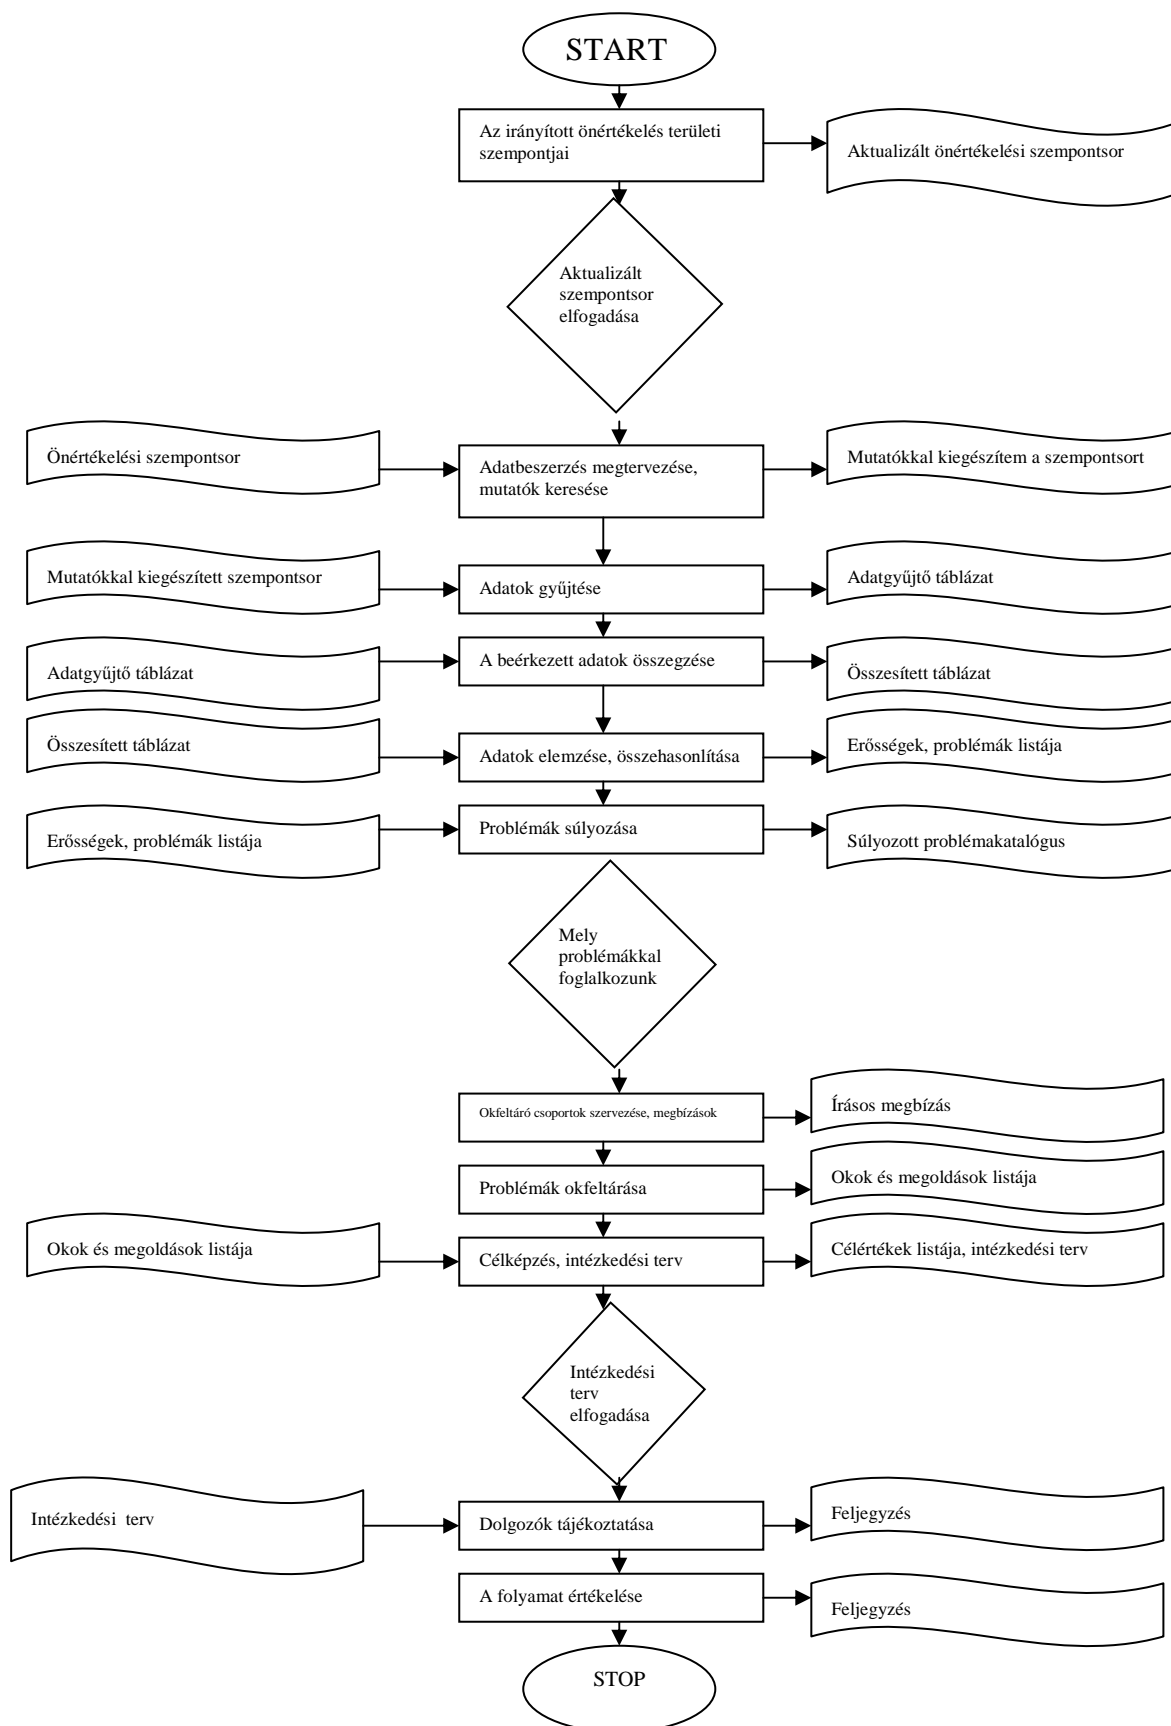 START
Az irányított önértékelés területi
szempontjai
Aktualizált önértékelési szempontsor
Aktualizált
szempontsor
elfogadása
Önértékelési szempontsor
Adatbeszerzés megtervezése,
mutatók keresése
Mutatókkal kiegészítem a szempontsort
Mutatókkal kiegészített szempontsor
Adatok gyűjtése
Adatgyűjtő táblázat
Adatgyűjtő táblázat
A beérkezett adatok összegzése
Összesített táblázat
Összesített táblázat
Adatok elemzése, összehasonlítása
Erősségek, problémák listája
Erősségek, problémák listája
Problémák súlyozása
Súlyozott problémakatalógus
Mely
problémákkal
foglalkozunk
Okfeltáró csoportok szervezése, megbízások
Írásos megbízás
Problémák okfeltárása
Okok és megoldások listája
Okok és megoldások listája
Célképzés, intézkedési terv
Célértékek listája, intézkedési terv
Intézkedési
terv
elfogadása
Intézkedési  terv
Dolgozók tájékoztatása
Feljegyzés
A folyamat értékelése
Feljegyzés
STOP